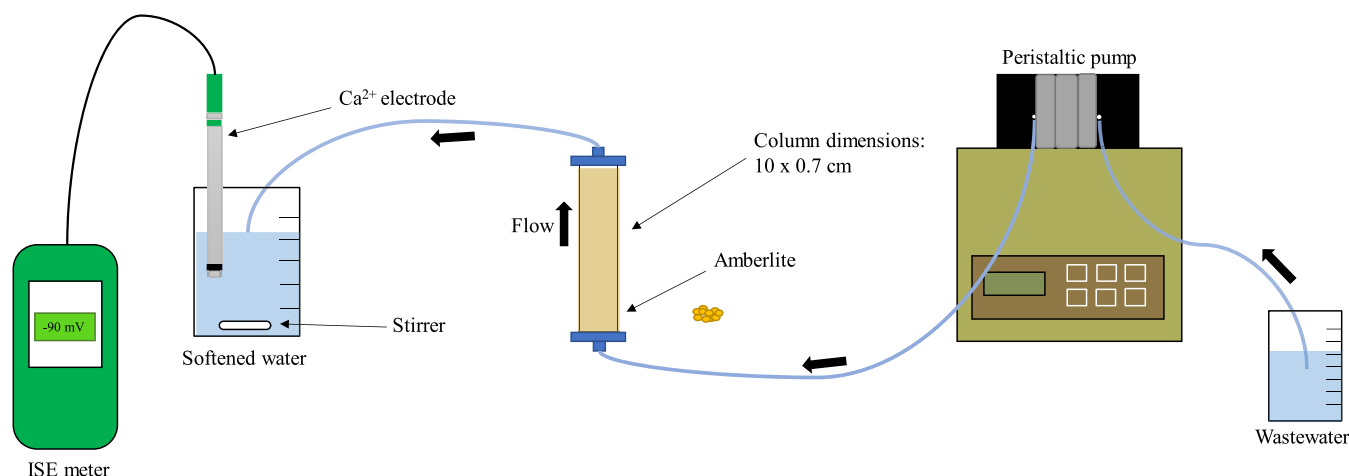 Peristaltic pump
Ca²⁺ electrode
Column dimensions:
10 x 0.7 cm
Flow
Amberlite
-90 mV
Stirrer
Softened water
Wastewater
ISE meter